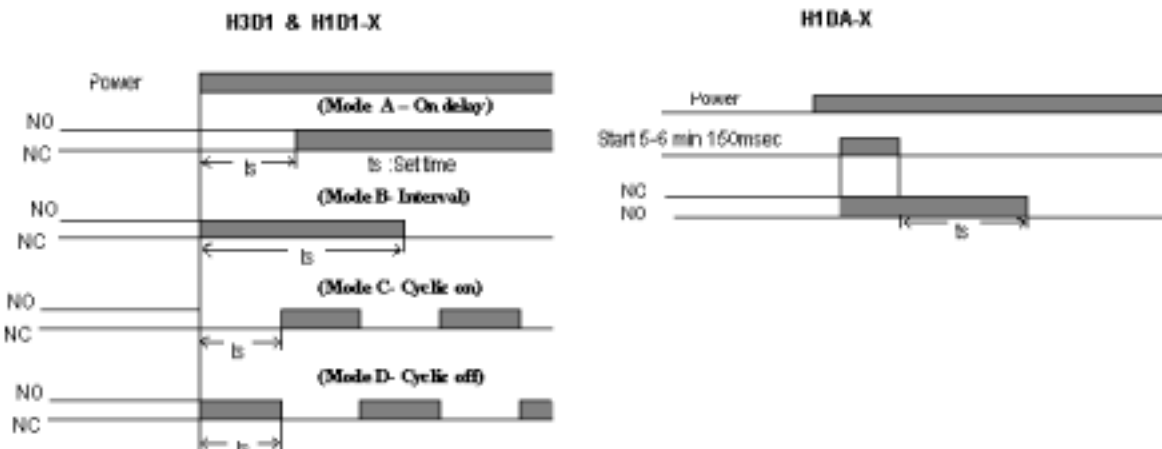 H3D1 & H1D1-X
Power
(Mode A - On delay)
NO
NC
ts
ts :Set time
(Mode B- Interval)
NO
NC
ts
(Mode C- Cyclic on)
NO
NC
ts
(Mode D- Cyclic off)
NO
NC
ts
H1DA-X
Power
Start 5-6 min 150msec
NC
NO
ts